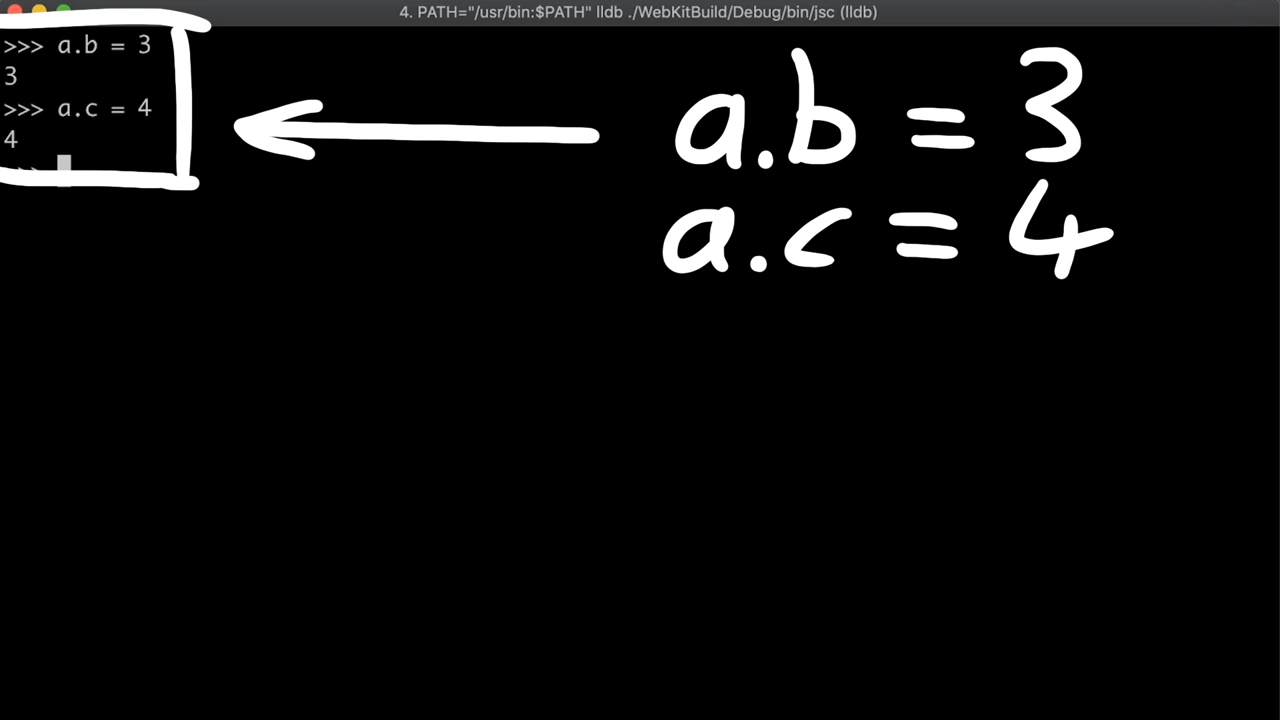 4. PATH="/usr/bin:$PATH" lldb ./WebKitBuild/Debug/bin/jsc (lldb)
>>> a.b = 3
3
>>> a.c = 4
4
a.b = 3
a.c = 4